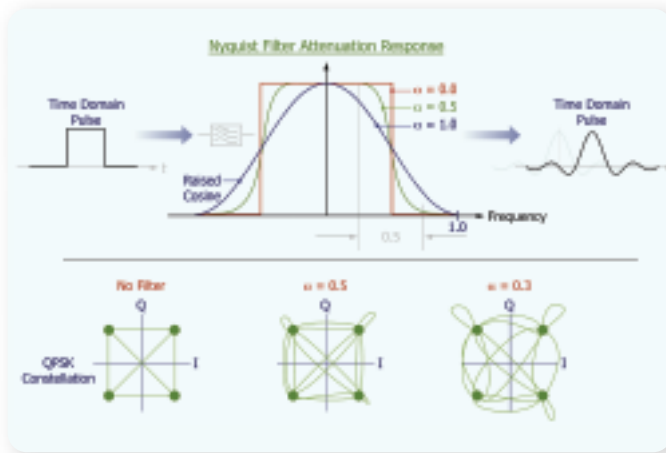 Nyquist Filter Attenuation Response
Time Domain
Pulse
α = 0.0
α = 0.5
α = 1.0
Time Domain
Pulse
t
Raised
Cosine
Frequency
1.0
0.5
No Filter
α = 0.5
α = 0.3
Q
Q
Q
QPSK
Constellation
I
I
I